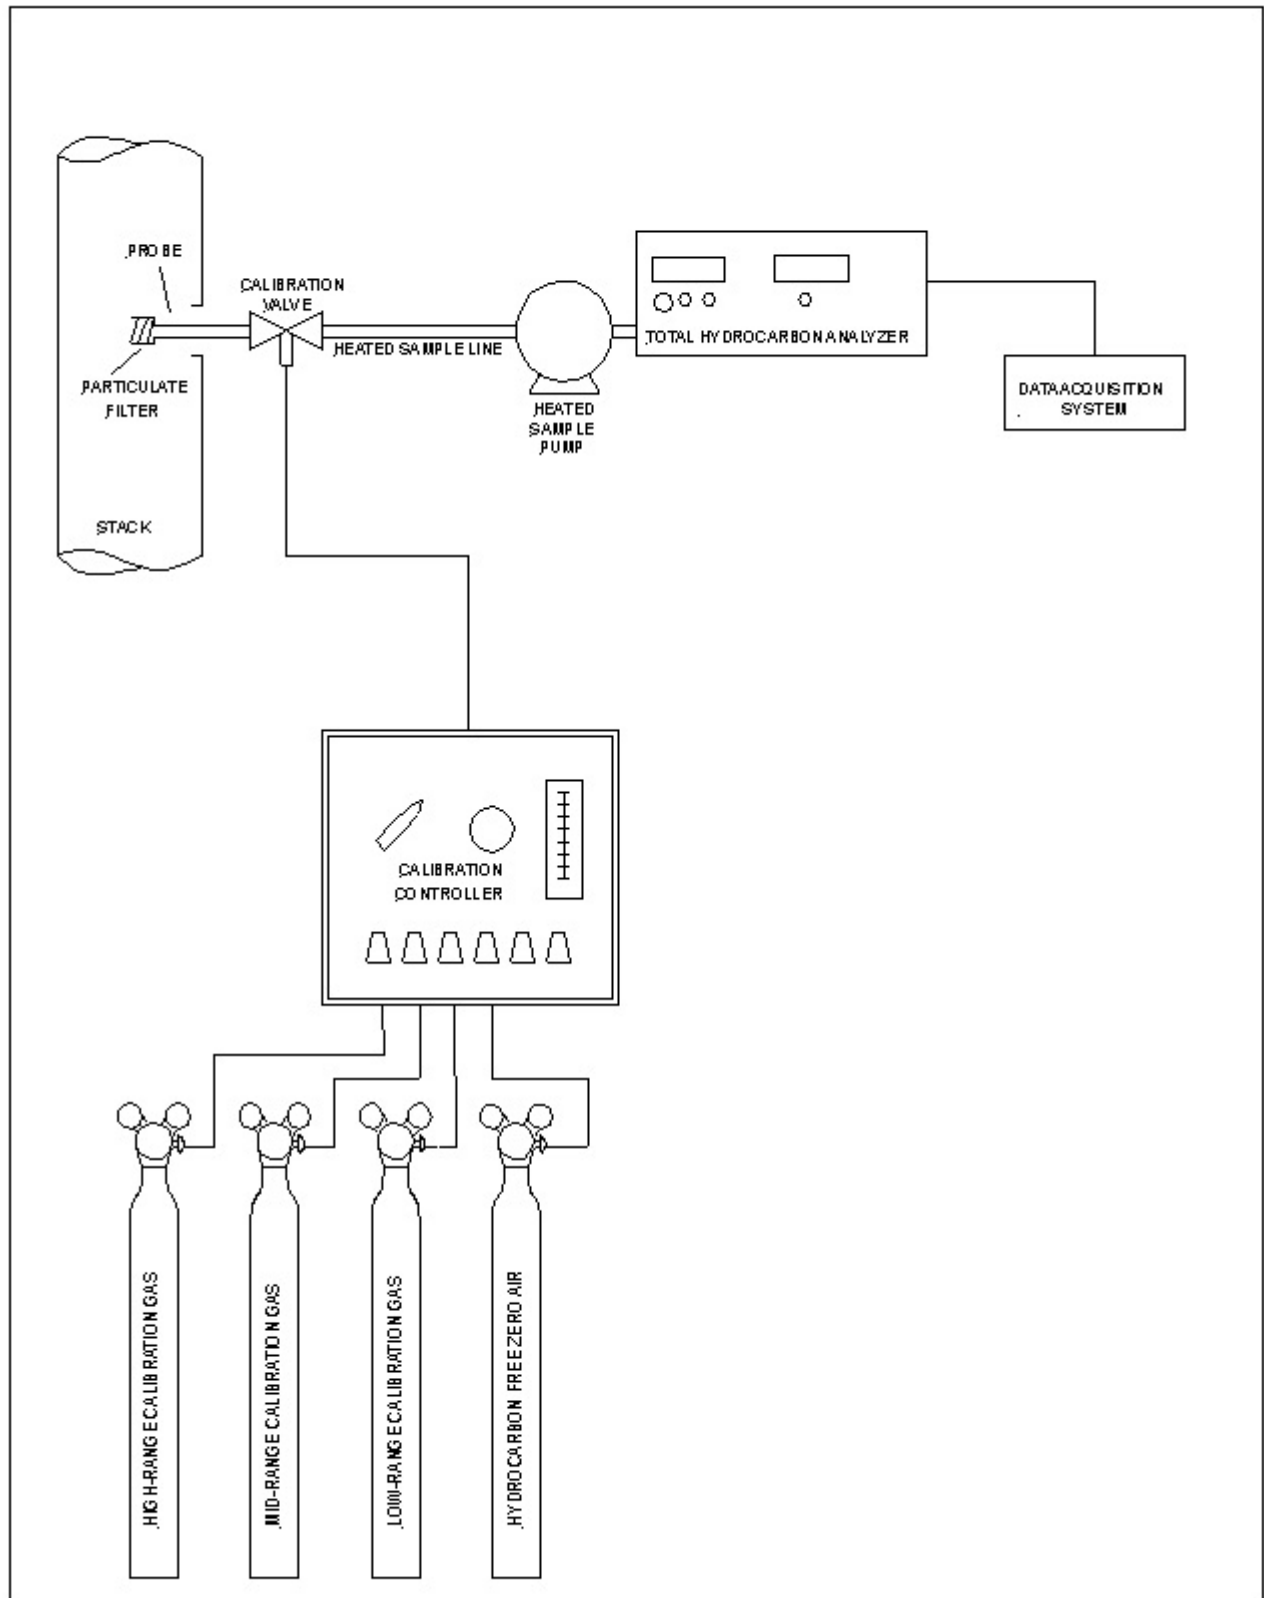 PROBE
CALIBRATION
VALVE
HEATED SAMPLE LINE
TOTAL HYDROCARBON ANALYZER
PARTICULATE
FILTER
HEATED
SAMPLE
PUMP
DATA ACQUISITION
SYSTEM
STACK
CALIBRATION
CONTROLLER
HIGH-RANGE CALIBRATION GAS
MID-RANGE CALIBRATION GAS
LOW-RANGE CALIBRATION GAS
HYDROCARBON FREE ZERO AIR